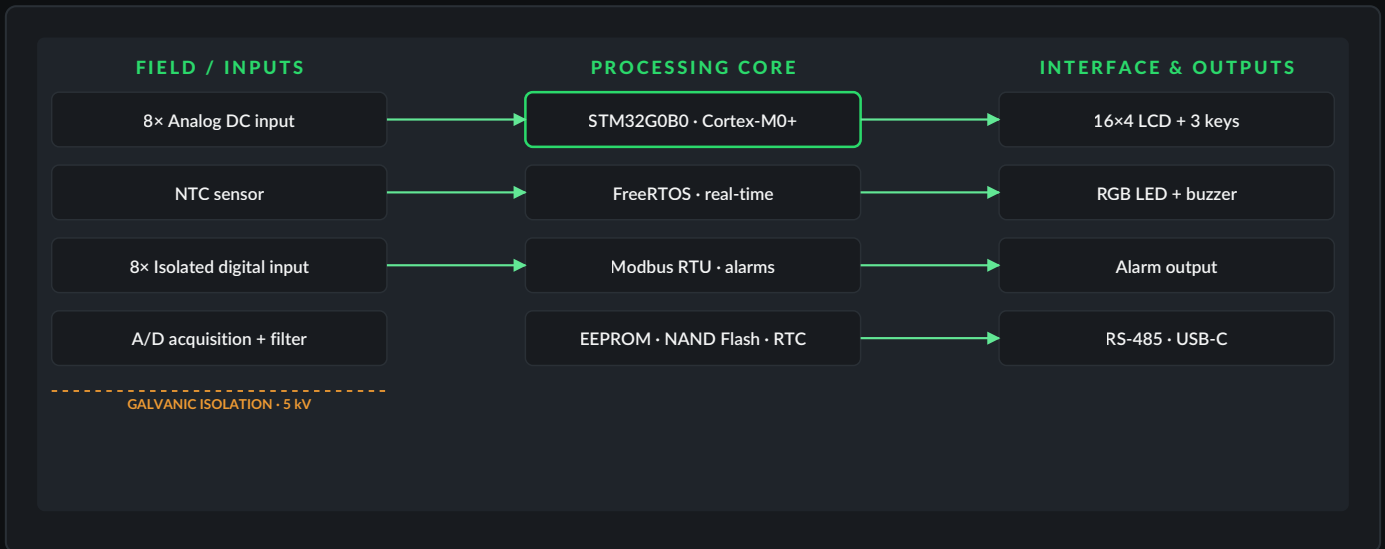 FIELD / INPUTS
PROCESSING CORE
INTERFACE & OUTPUTS
8× Analog DC input
STM32G0B0 · Cortex-M0+
16×4 LCD + 3 keys
NTC sensor
FreeRTOS · real-time
RGB LED + buzzer
8× Isolated digital input
Modbus RTU · alarms
Alarm output
A/D acquisition + filter
EEPROM · NAND Flash · RTC
RS-485 · USB-C
GALVANIC ISOLATION · 5 kV